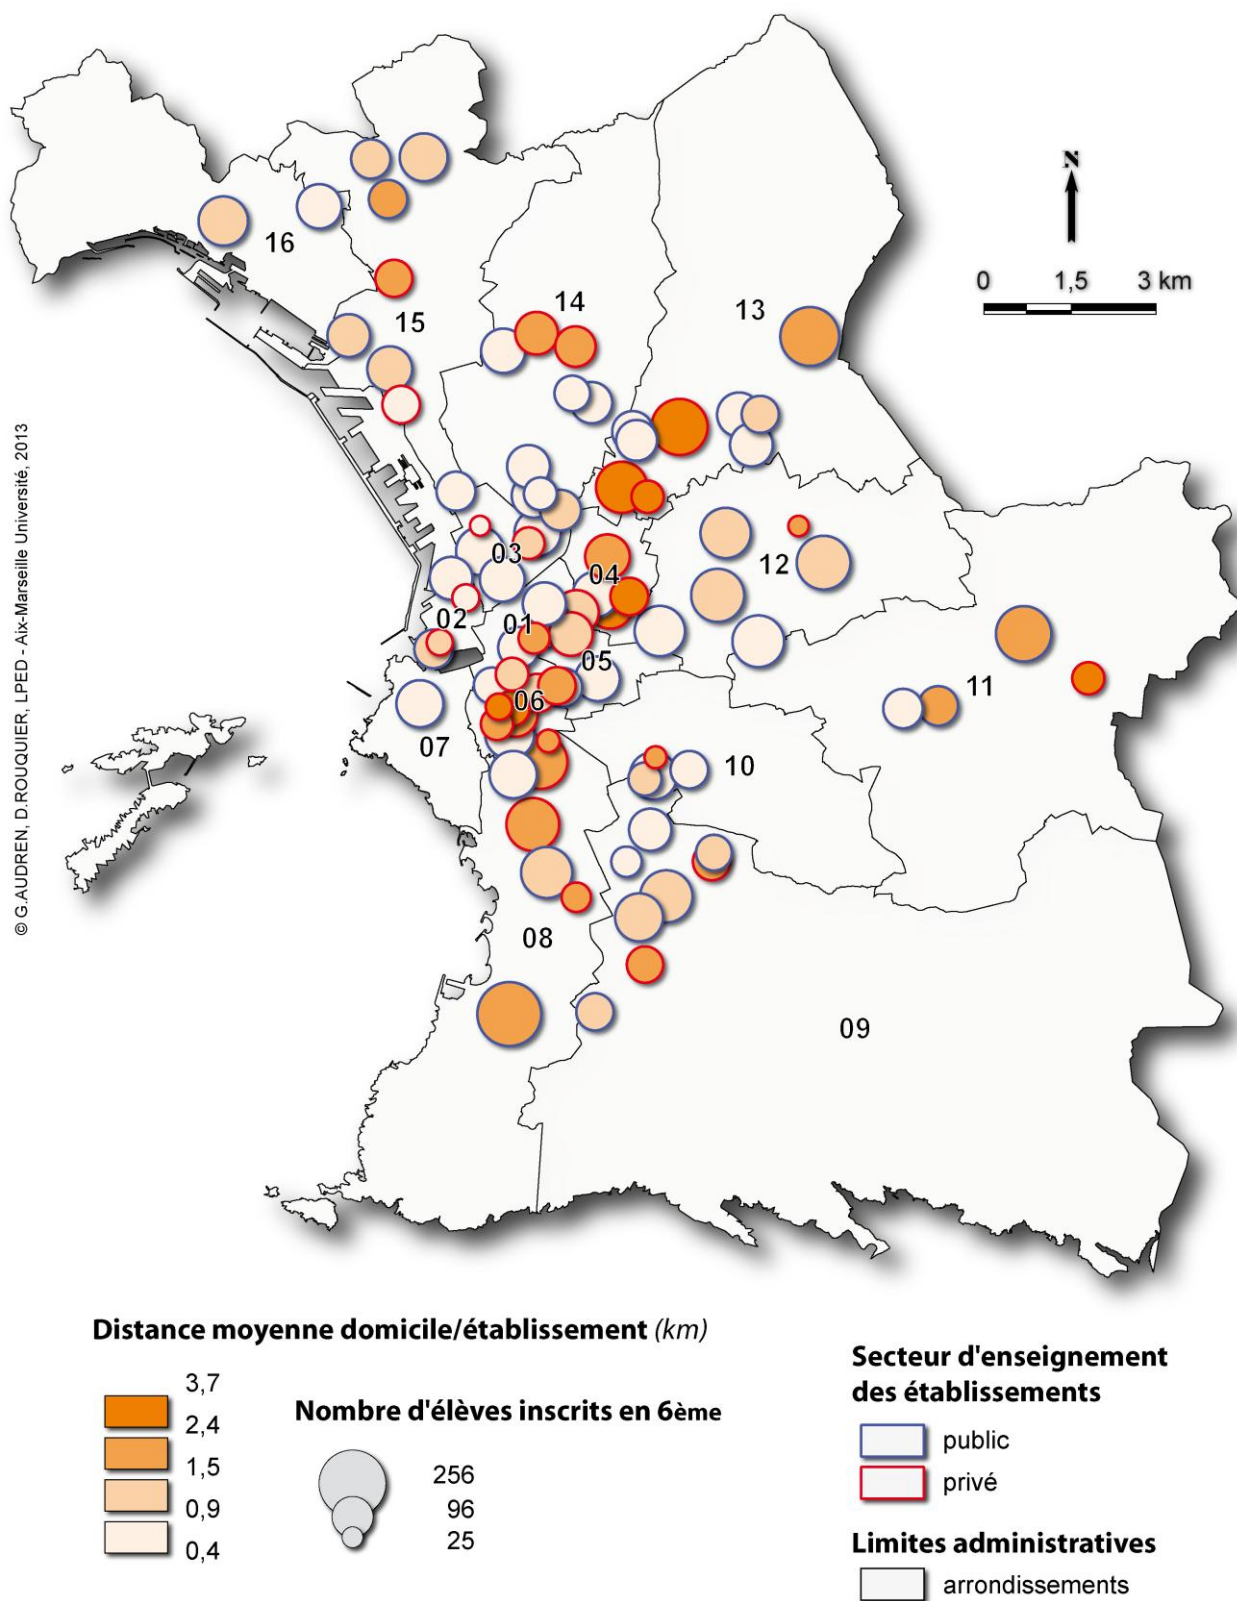 N
0 1,5 3 km
14
13
16
15
12
03
04
02
01
05
11
06
07
10
08
09
© G.AUDREN, D.ROUQUIER, LPED - Aix-Marseille Université, 2013
Distance moyenne domicile/établissement (km)
3,7
2,4
1,5
0,9
0,4
Nombre d'élèves inscrits en 6ème
256
96
25
Secteur d'enseignement
des établissements
public
privé
Limites administratives
arrondissements